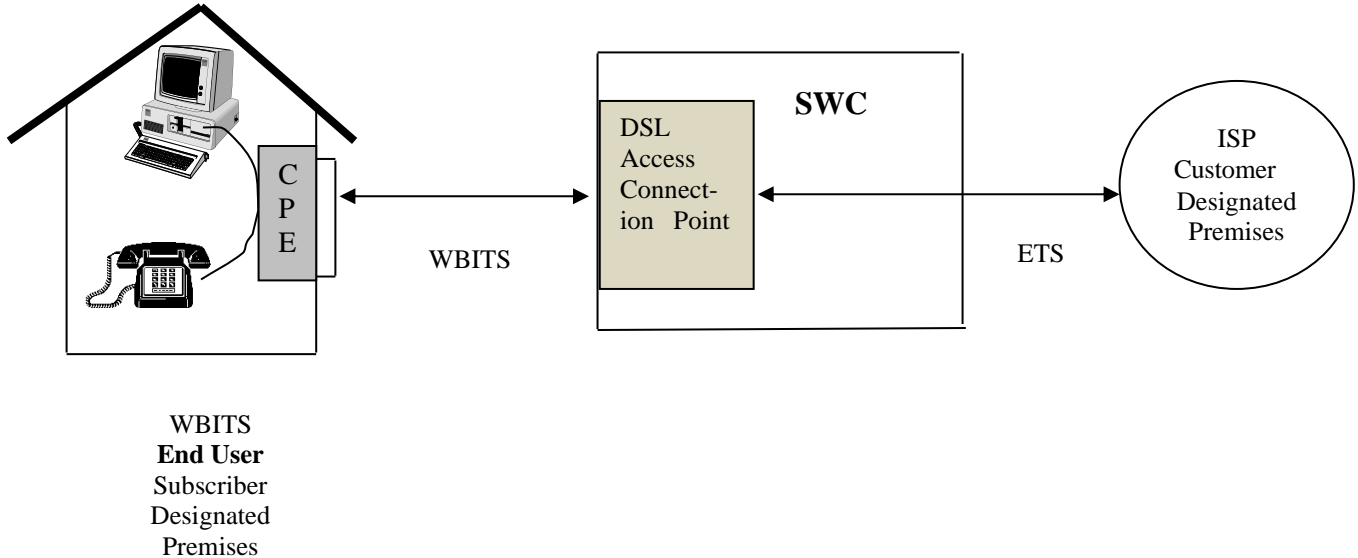 C
P
E
WBITS
DSL
Access
Connect-
ion Point
SWC
ETS
ISP
Customer
Designated
Premises
WBITS
End User
Subscriber
Designated
Premises